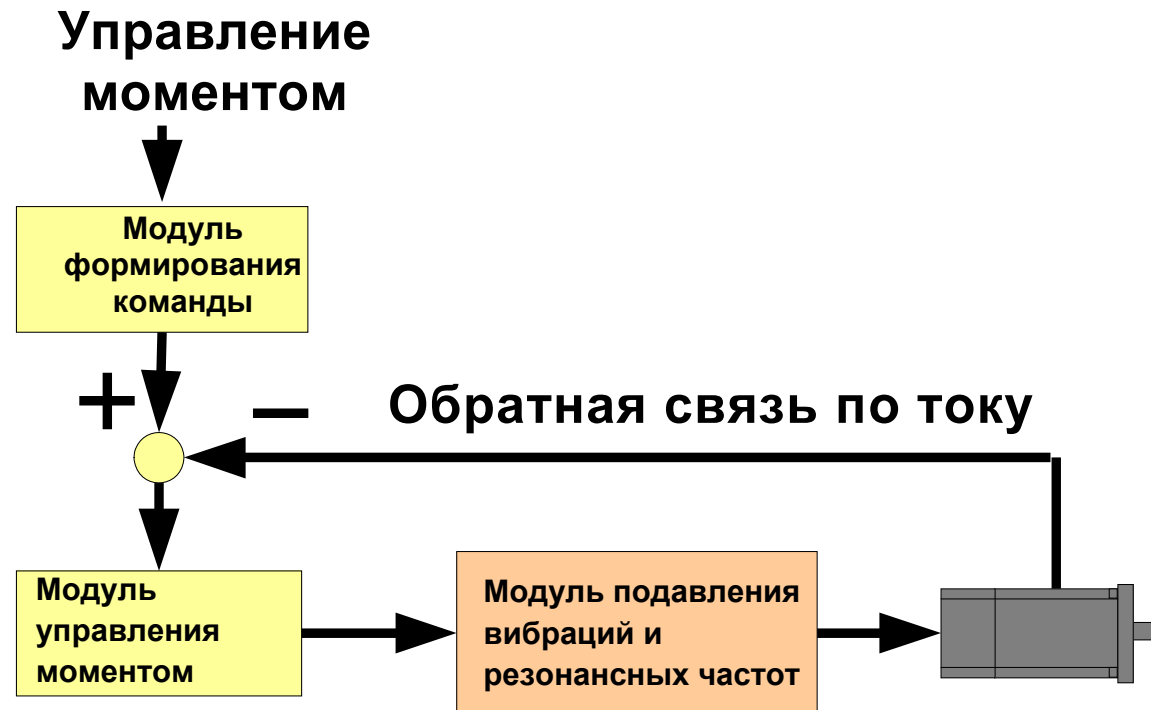 Управление
моментом
Модуль
формирования
команды
+
– Обратная связь по току
Модуль
управления
моментом
Модуль подавления
вибраций и
резонансных частот